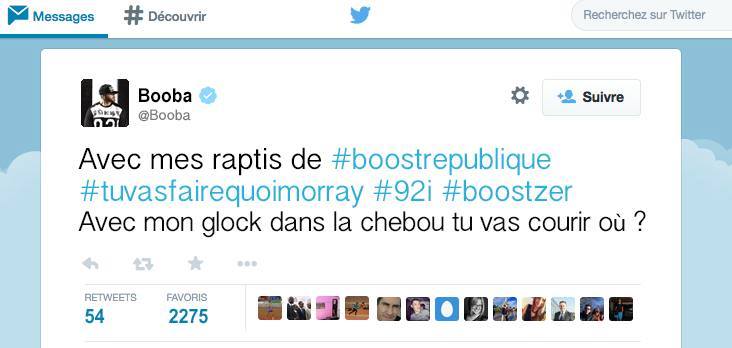 Messages # Découvrir Recherchez sur Twitter
Booba
@Booba
Suivre
Avec mes raptis de #boostrepublique
#tuvasfairequoimorray #92i #boostzer
Avec mon glock dans la chebou tu vas courir où ?
RETWEETS FAVORIS
54 2275